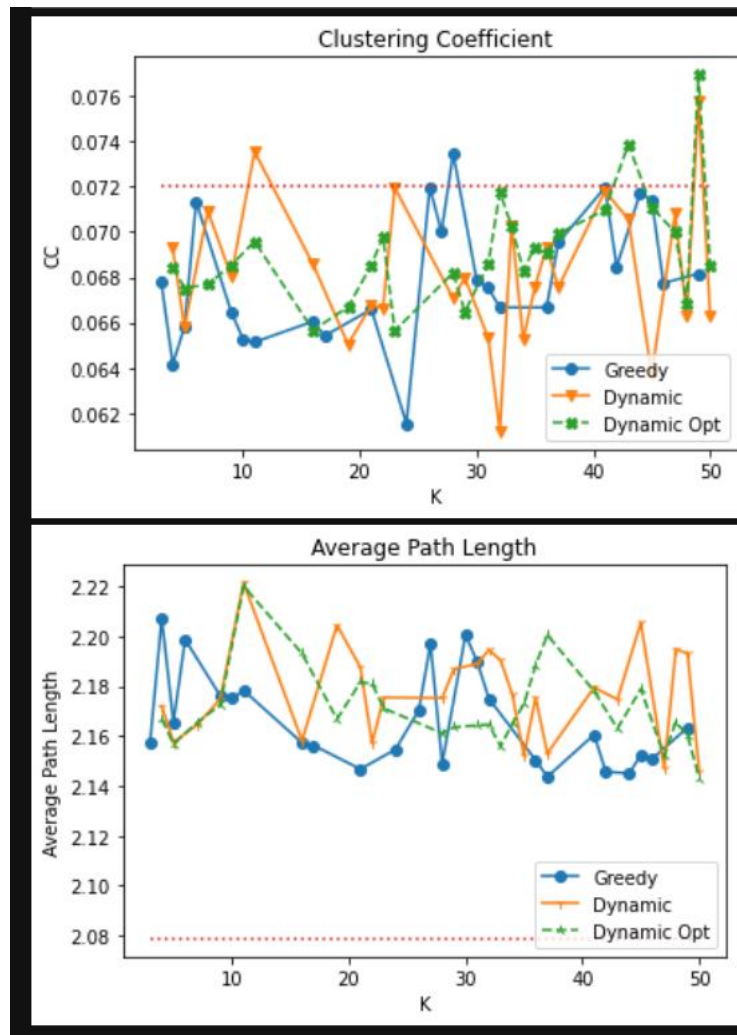 Clustering Coefficient
0.076
0.074
0.072
0.070
0.068
0.066
0.064
0.062
CC
Greedy
Dynamic
Dynamic Opt
10
20
30
40
50
K
Average Path Length
2.22
2.20
2.18
2.16
2.14
2.12
2.10
2.08
Average Path Length
Greedy
Dynamic
Dynamic Opt
10
20
30
40
50
K